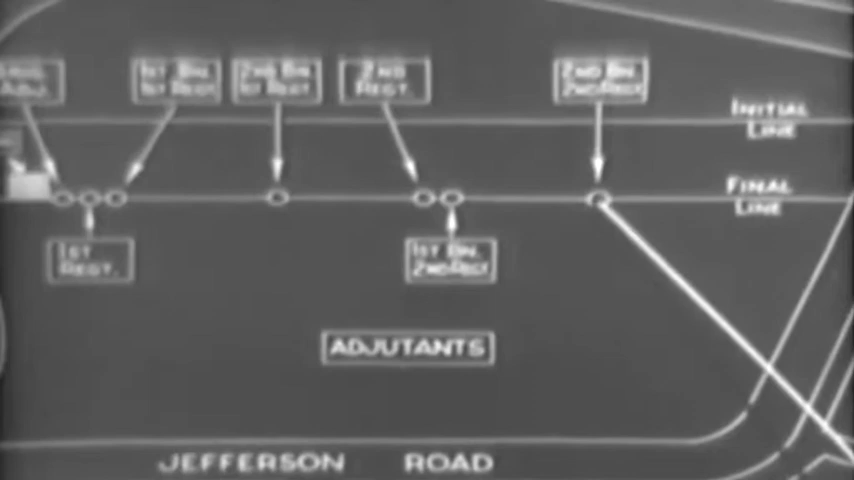 ADJ.
1ST BN.
1ST REGT.
2ND BN.
1ST REGT.
2ND
REGT.
2ND BN.
2ND REGT.
INITIAL
LINE
FINAL
LINE
1ST
REGT.
1ST BN.
2ND REGT.
ADJUTANTS
JEFFERSON ROAD